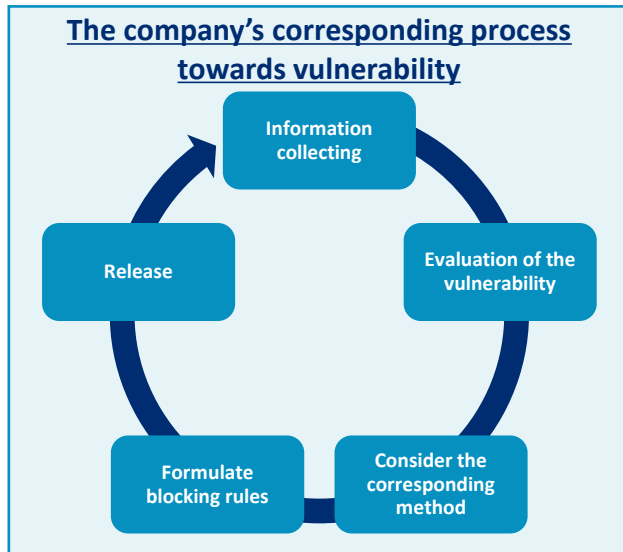 The company’s corresponding process
towards vulnerability
Information
collecting
Evaluation of the
vulnerability
Consider the
corresponding
method
Formulate
blocking rules
Release